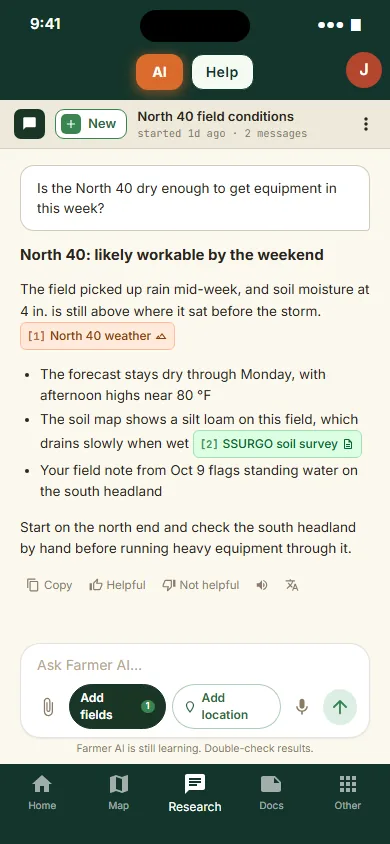 9:41
AI
Help
J
New
North 40 field conditions
started 1d ago · 2 messages
Is the North 40 dry enough to get equipment in
this week?
North 40: likely workable by the weekend
The field picked up rain mid-week, and soil moisture at
4 in. is still above where it sat before the storm.
[1] North 40 weather
• The forecast stays dry through Monday, with
afternoon highs near 80 °F
• The soil map shows a silt loam on this field, which
drains slowly when wet [2] SSURGO soil survey
• Your field note from Oct 9 flags standing water on
the south headland
Start on the north end and check the south headland
by hand before running heavy equipment through it.
Copy
Helpful
Not helpful
Ask Farmer AI...
Add
fields
1
Add
location
Farmer AI is still learning. Double-check results.
Home
Map
Research
Docs
Other